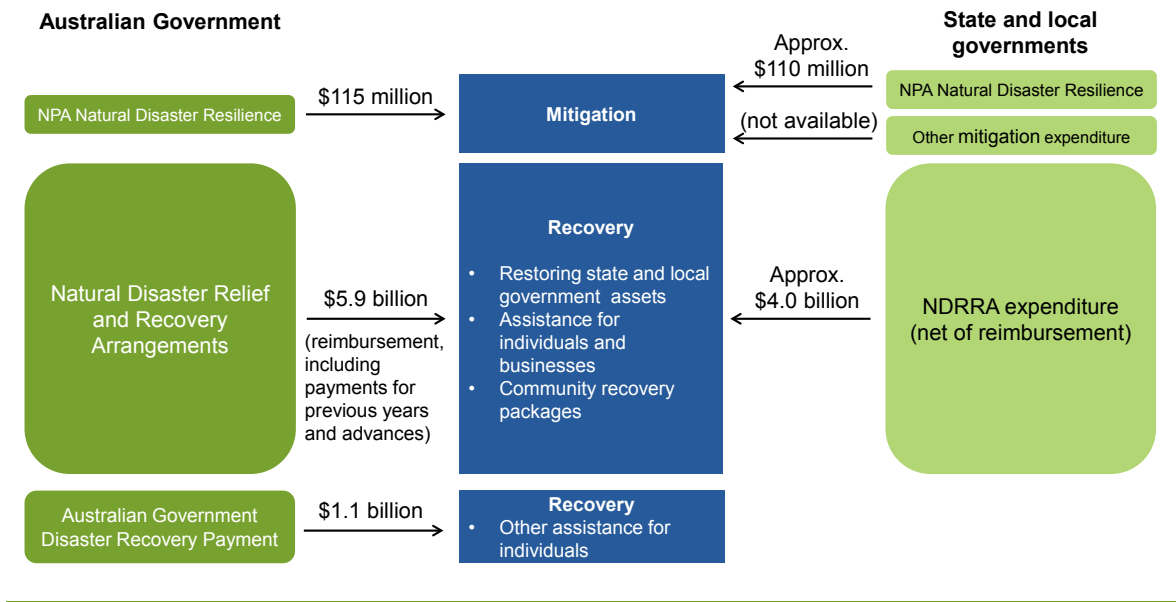 Australian Government
State and local
governments
NPA Natural Disaster Resilience
$115 million
Mitigation
Approx.
$110 million
(not available)
NPA Natural Disaster Resilience
Other mitigation expenditure
Natural Disaster Relief
and Recovery
Arrangements
$5.9 billion
(reimbursement,
including
payments for
previous years
and advances)
Recovery
• Restoring state and local
government assets
• Assistance for
individuals and
businesses
• Community recovery
packages
Approx.
$4.0 billion
NDRRA expenditure
(net of reimbursement)
Australian Government
Disaster Recovery Payment
$1.1 billion
Recovery
• Other assistance for
individuals